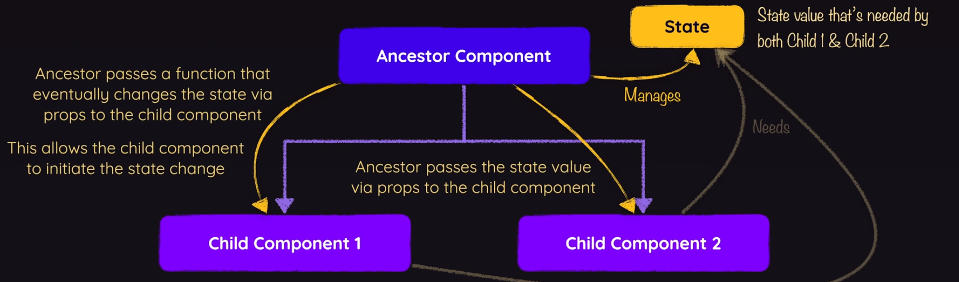 State
State value that's needed by
both Child 1 & Child 2
Ancestor Component
Manages
Ancestor passes a function that
eventually changes the state via
props to the child component
This allows the child component
to initiate the state change
Needs
Ancestor passes the state value
via props to the child component
Child Component 1
Child Component 2